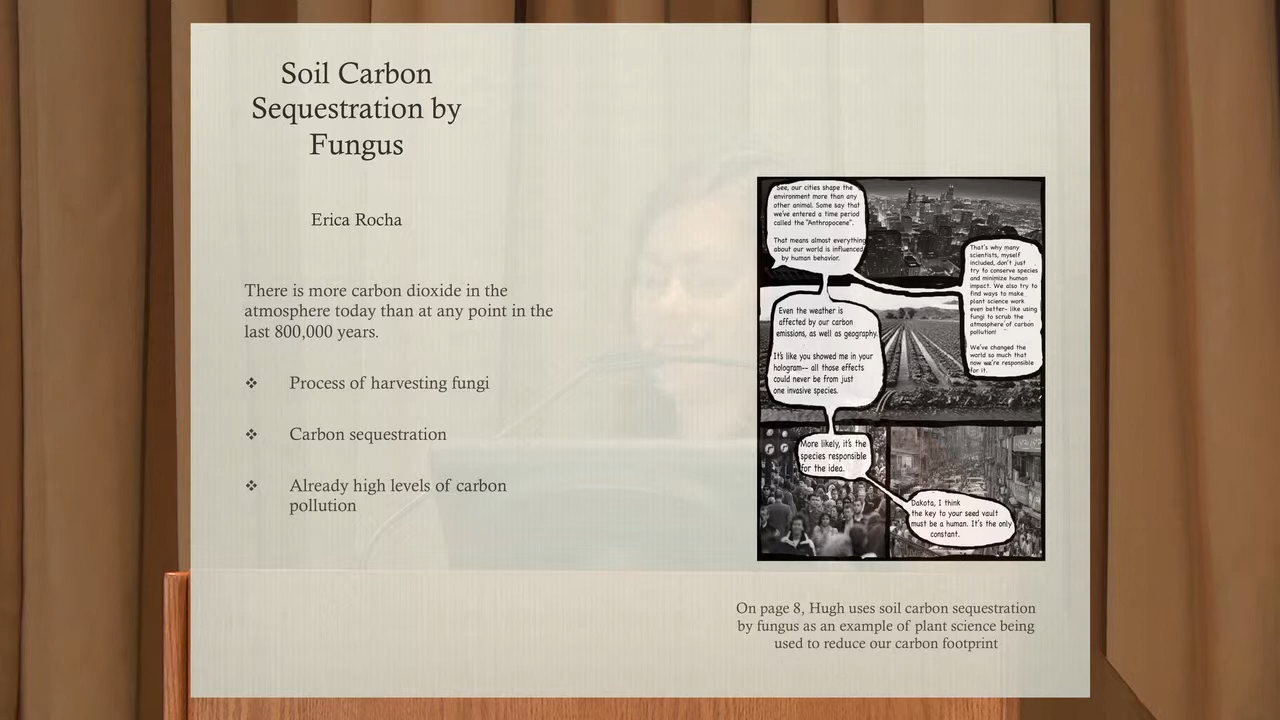 Soil Carbon
Sequestration by
Fungus
Erica Rocha
There is more carbon dioxide in the
atmosphere today than at any point in the
last 800,000 years.
❖ Process of harvesting fungi
❖ Carbon sequestration
❖ Already high levels of carbon
pollution
See, our cities shape the
environment more than any
other animal. Some say that
we've entered a time period
called the "Anthropocene".
That means almost everything
about our world is influenced
by human behavior.
That's why many
scientists, myself
included, don't just
try to conserve species
and minimize human
impact. We also try to
find ways to make
plant science work
even better- like using
fungi to scrub the
atmosphere of carbon
pollution!
We've changed the
world so much that
now we're responsible
for it.
Even the weather is
affected by our carbon
emissions, as well as geography.
It's like you showed me in your
hologram-- all those effects
could never be from just
one invasive species.
More likely, it's the
species responsible
for the idea.
Dakota, I think
the key to your seed vault
must be a human. It's the only
constant.
On page 8, Hugh uses soil carbon sequestration
by fungus as an example of plant science being
used to reduce our carbon footprint